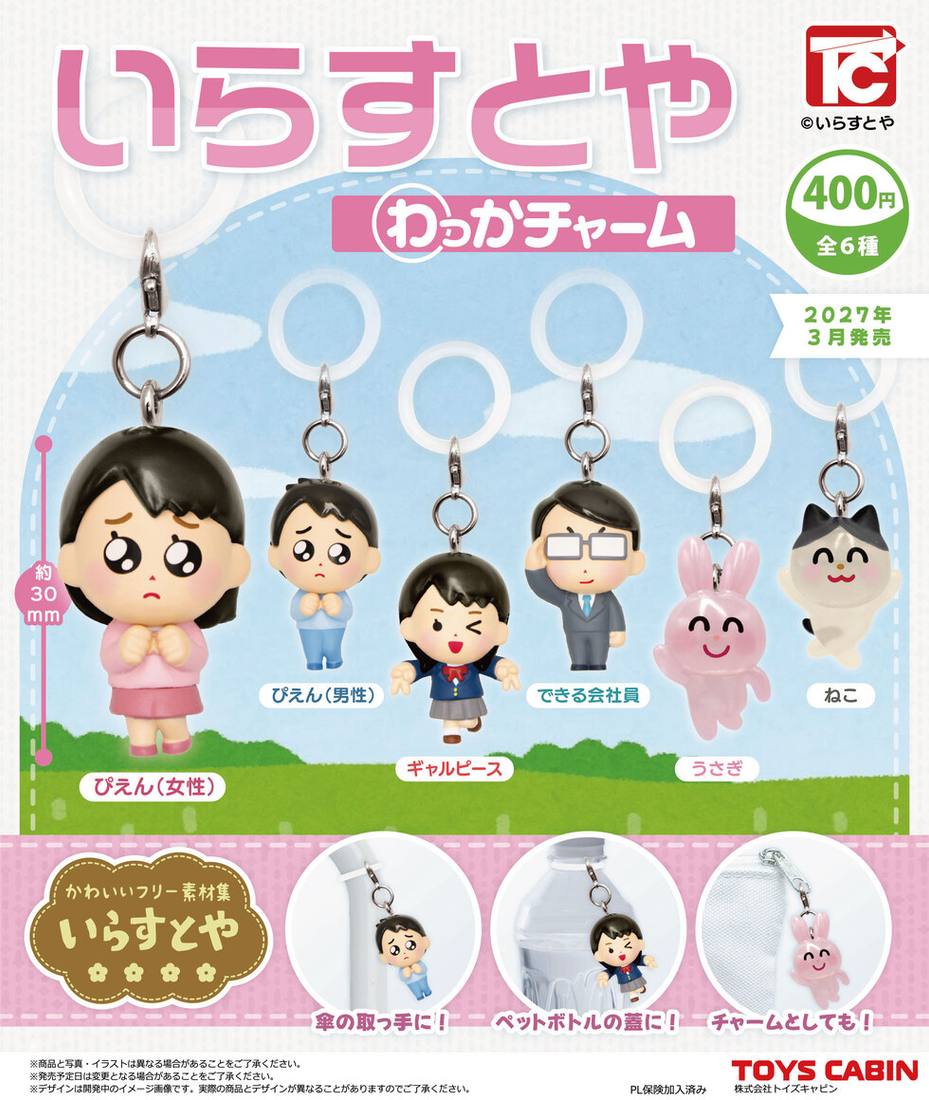 いらすとや
わっかチャーム
TC
©いらすとや
400円
全6種
2027年
3月発売
約
30
mm
ぴえん(女性)
ぴえん(男性)
ギャルピース
できる会社員
うさぎ
ねこ
かわいいフリー素材集
いらすとや
傘の取っ手に!
ペットボトルの蓋に!
チャームとしても!
※商品と写真・イラストは異なる場合があることをご了承ください。
※発売予定日は変更となる場合があることをご了承ください。
※デザインは開発中のイメージ画像です。実際の商品とデザインが異なることがありますのでご了承ください。
PL保険加入済み
TOYS CABIN
株式会社トイズキャビン